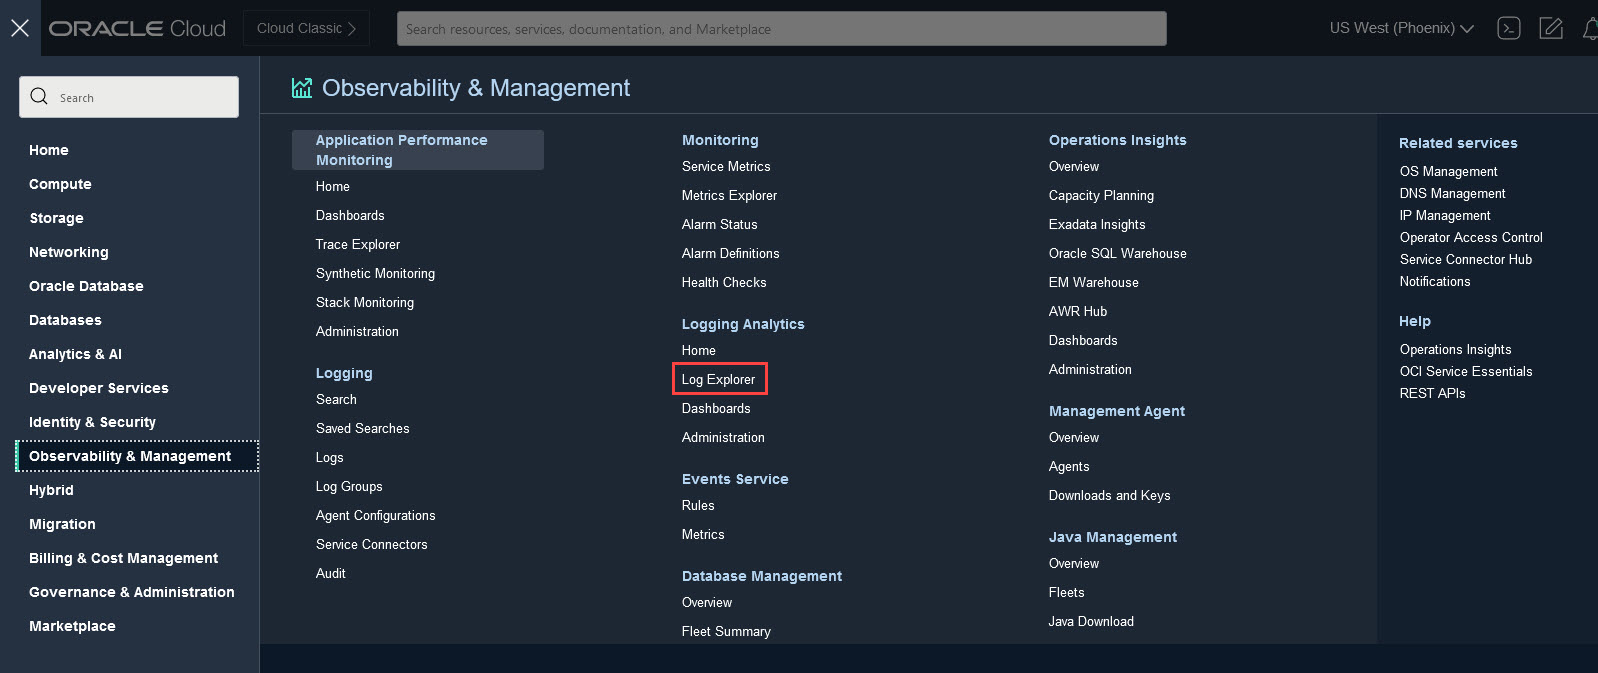 ORACLE Cloud
Cloud Classic
Search resources, services, documentation, and Marketplace
US West (Phoenix)
Search
Home
Compute
Storage
Networking
Oracle Database
Databases
Analytics & AI
Developer Services
Identity & Security
Observability & Management
Hybrid
Migration
Billing & Cost Management
Governance & Administration
Marketplace
Observability & Management
Application Performance
Monitoring
Home
Dashboards
Trace Explorer
Synthetic Monitoring
Stack Monitoring
Administration
Logging
Search
Saved Searches
Logs
Log Groups
Agent Configurations
Service Connectors
Audit
Monitoring
Service Metrics
Metrics Explorer
Alarm Status
Alarm Definitions
Health Checks
Logging Analytics
Home
Log Explorer
Dashboards
Administration
Events Service
Rules
Metrics
Database Management
Overview
Fleet Summary
Operations Insights
Overview
Capacity Planning
Exadata Insights
Oracle SQL Warehouse
EM Warehouse
AWR Hub
Dashboards
Administration
Management Agent
Overview
Agents
Downloads and Keys
Java Management
Overview
Fleets
Java Download
Related services
OS Management
DNS Management
IP Management
Operator Access Control
Service Connector Hub
Notifications
Help
Operations Insights
OCI Service Essentials
REST APIs